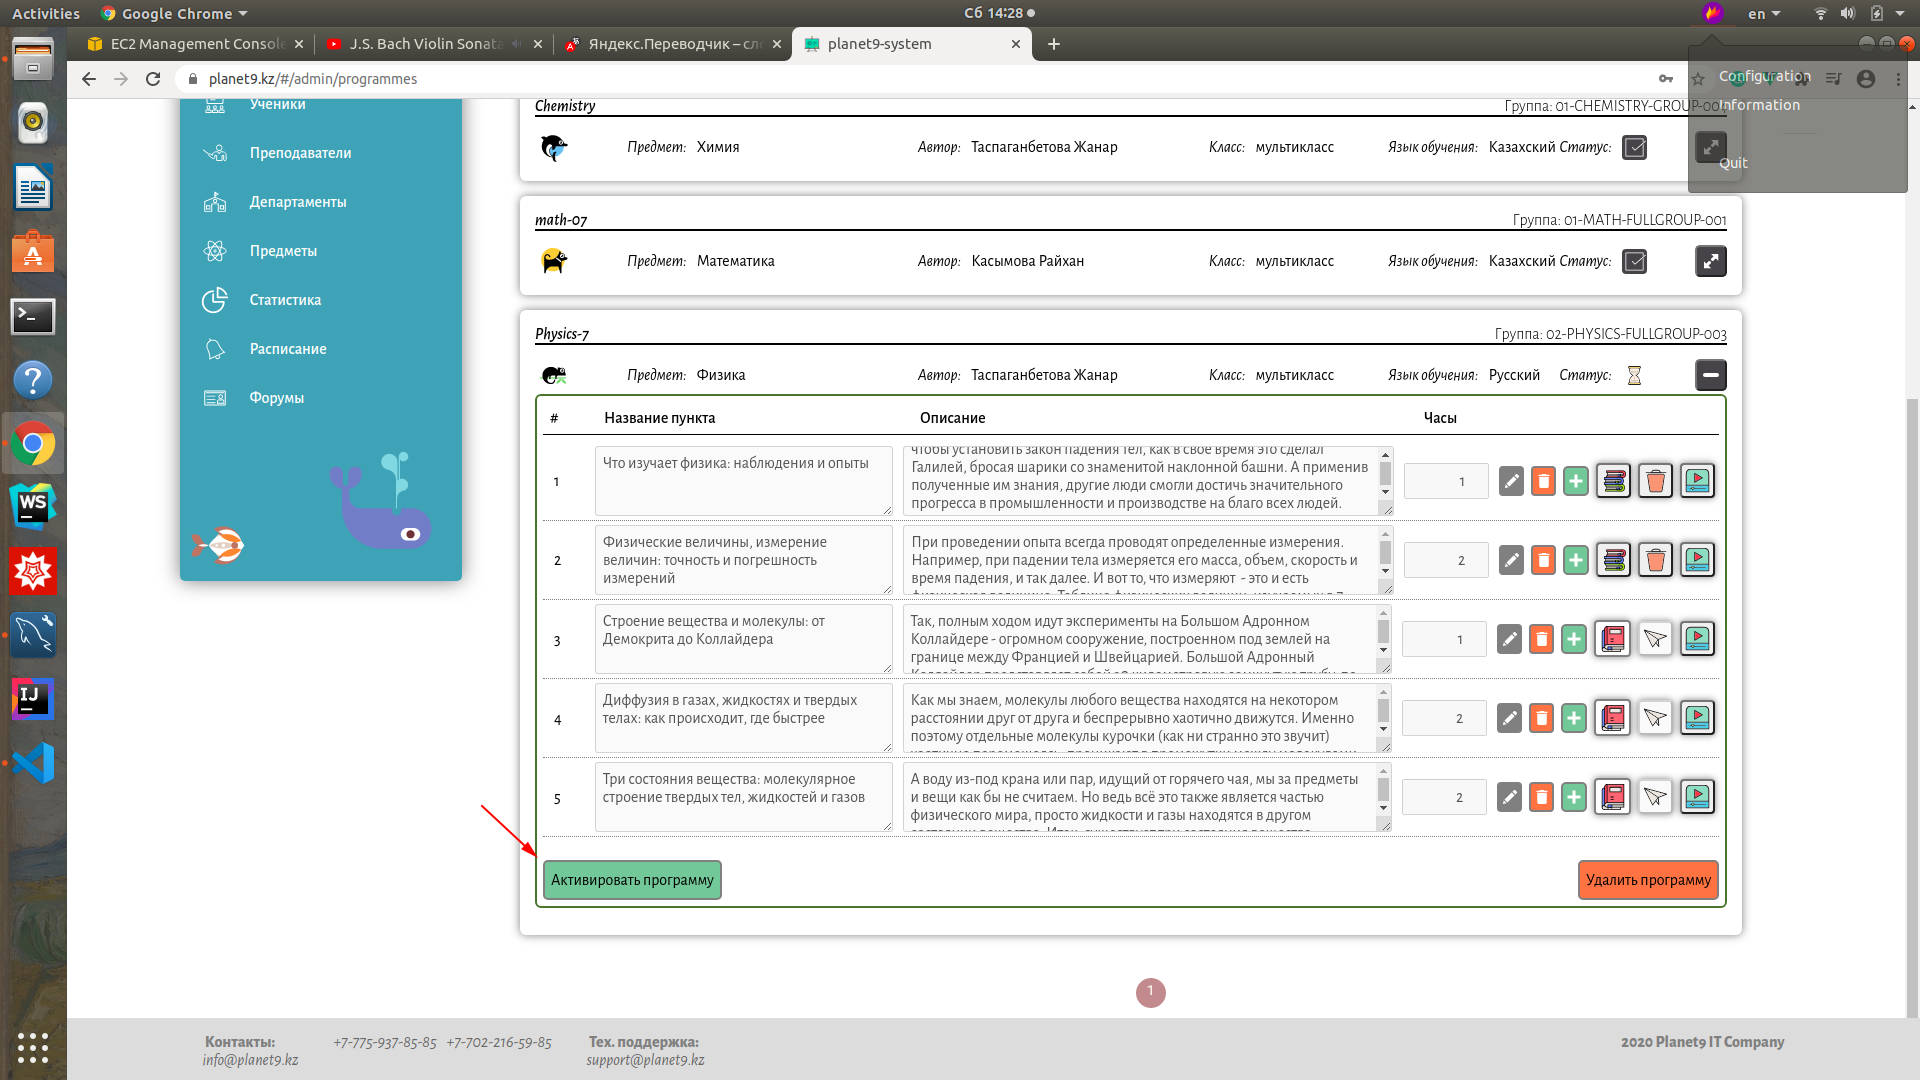 Activities
Google Chrome
Сб 14:28
en
EC2 Management Consol
J.S. Bach Violin Sonat
Яндекс.Переводчик – сл
planet9-system
planet9.kz/#/admin/programmes
Configuration
Information
Quit
Ученики
Преподаватели
Департаменты
Предметы
Статистика
Расписание
Форумы
Chemistry
Группа: 01-CHEMISTRY-GROUP-004
Предмет: Химия
Автор: Таспаганбетова Жанар
Класс: мультикласс
Язык обучения: Казахский
Статус:
math-07
Группа: 01-MATH-FULLGROUP-001
Предмет: Математика
Автор: Касымова Райхан
Класс: мультикласс
Язык обучения: Казахский
Статус:
Physics-7
Группа: 02-PHYSICS-FULLGROUP-003
Предмет: Физика
Автор: Таспаганбетова Жанар
Класс: мультикласс
Язык обучения: Русский
Статус:
# Название пункта Описание Часы
1
Что изучает физика: наблюдения и опыты
чтобы установить закон падения тел, как в свое время это сделал
Галилей, бросая шарики со знаменитой наклонной башни. А применив
полученные им знания, другие люди смогли достичь значительного
прогресса в промышленности и производстве на благо всех людей.
1
2
Физические величины, измерение
величин: точность и погрешность
измерений
При проведении опыта всегда проводят определенные измерения.
Например, при падении тела измеряется его масса, объем, скорость и
время падения, и так далее. И вот то, что измеряют - это и есть
2
3
Строение вещества и молекулы: от
Демокрита до Коллайдера
Так, полным ходом идут эксперименты на Большом Адронном
Коллайдере - огромном сооружение, построенном под землей на
границе между Францией и Швейцарией. Большой Адронный
1
4
Диффузия в газах, жидкостях и твердых
телах: как происходит, где быстрее
Как мы знаем, молекулы любого вещества находятся на некотором
расстоянии друг от друга и беспрерывно хаотично движутся. Именно
поэтому отдельные молекулы курочки (как ни странно это звучит)
2
5
Три состояния вещества: молекулярное
строение твердых тел, жидкостей и газов
А воду из-под крана или пар, идущий от горячего чая, мы за предметы
и вещи как бы не считаем. Но ведь всё это также является частью
физического мира, просто жидкости и газы находятся в другом
2
Активировать программу
Удалить программу
1
Контакты:
info@planet9.kz
+7-775-937-85-85 +7-702-216-59-85
Тех. поддержка:
support@planet9.kz
2020 Planet9 IT Company
WS
IJ